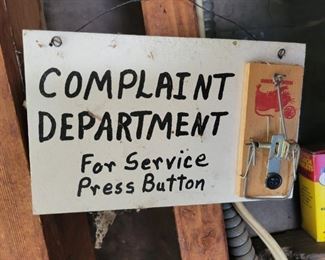 COMPLAINT
DEPARTMENT
For Service
Press Button